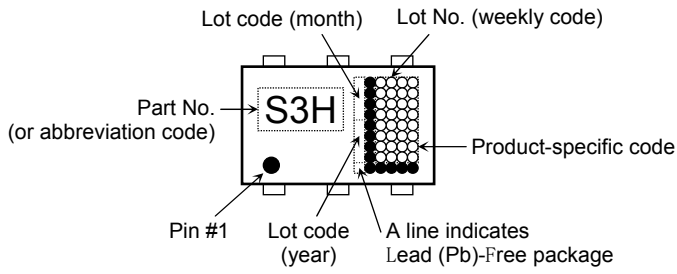 Lot code (month)
Lot No. (weekly code)
Part No.
(or abbreviation code)
S3H
Product-specific code
Pin #1
Lot code
(year)
A line indicates
Lead (Pb)-Free package